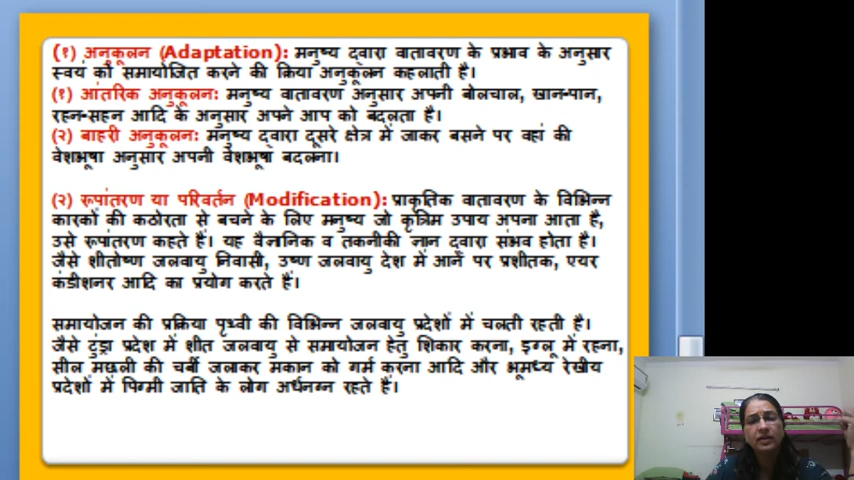 (१) अनुकूलन (Adaptation): मनुष्य द्वारा वातावरण के प्रभाव के अनुसार
स्वयं को समायोजित करने की क्रिया अनुकूलन कहलाती है।
(१) आंतरिक अनुकूलन: मनुष्य वातावरण अनुसार अपनी बोलचाल, खान-पान,
रहन-सहन आदि के अनुसार अपने आप को बदलता है।
(२) बाहरी अनुकूलन: मनुष्य द्वारा दूसरे क्षेत्र में जाकर बसने पर वहां की
वेशभूषा अनुसार अपनी वेशभूषा बदलना।
(२) रूपांतरण या परिवर्तन (Modification): प्राकृतिक वातावरण के विभिन्न
कारकों की कठोरता से बचने के लिए मनुष्य जो कृत्रिम उपाय अपना आता है,
उसे रूपांतरण कहते हैं। यह वैज्ञानिक व तकनीकी ज्ञान द्वारा संभव होता है।
जैसे शीतोष्ण जलवायु निवासी, उष्ण जलवायु देश में आने पर प्रशीतक, एयर
कंडीशनर आदि का प्रयोग करते हैं।
समायोजन की प्रक्रिया पृथ्वी की विभिन्न जलवायु प्रदेशों में चलती रहती है।
जैसे टुंड्रा प्रदेश में शीत जलवायु से समायोजन हेतु शिकार करना, इग्लू में रहना,
सील मछली की चर्बी जलाकर मकान को गर्म करना आदि और भूमध्य रेखीय
प्रदेशों में पिग्मी जाति के लोग अर्धनग्न रहते हैं।